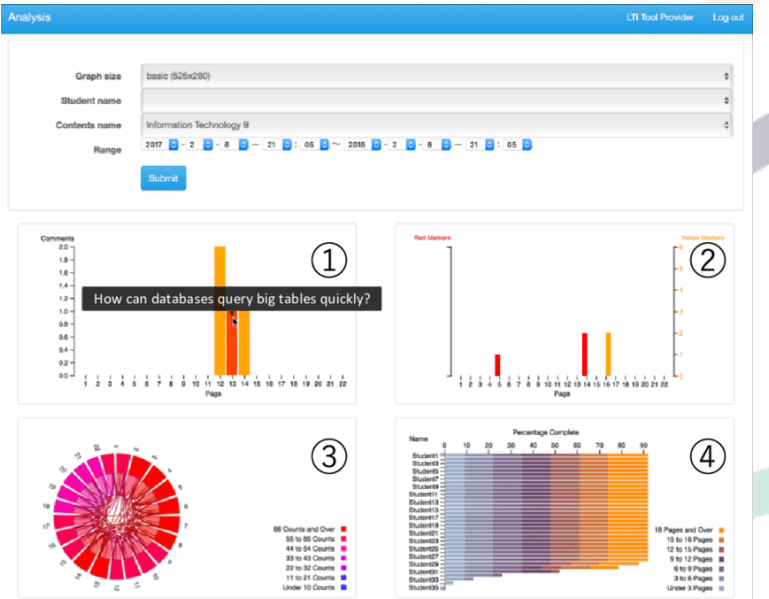 Analysis
LTI Tool Provider Log out
Graph size basic (525x280)
Student name
Contents name Information Technology 9
Range 2017 - 2 - 8 — 21 : 05 ~ 2018 - 2 - 8 — 21 : 05
Submit
Comments
①
2.0
1.8
1.6
1.4
1.2
1.0
0.8
0.6
0.4
0.2
0.0
How can databases query big tables quickly?
1 2 3 4 5 6 7 8 9 10 11 12 13 14 15 16 17 18 19 20 21 22
Page
Red Markers Yellow Markers
②
6
5
4
3
2
1
0
1 2 3 4 5 6 7 8 9 10 11 12 13 14 15 16 17 18 19 20 21 22
Page
③
66 Counts and Over
55 to 65 Counts
44 to 54 Counts
33 to 43 Counts
22 to 32 Counts
11 to 21 Counts
Under 10 Counts
Percentage Complete
Name
0 10 20 30 40 50 60 70 80 90
④
Student1
Student3
Student5
Student7
Student9
Student11
Student13
Student15
Student17
Student19
Student21
Student23
Student25
Student27
Student29
Student31
Student33
Student35
18 Pages and Over
15 to 18 Pages
12 to 15 Pages
9 to 12 Pages
6 to 9 Pages
3 to 6 Pages
Under 3 Pages